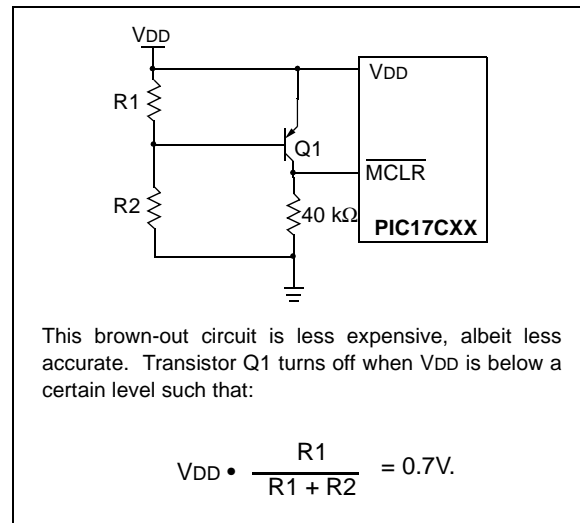 VDD
VDD
R1
Q1
MCLR
R2
40 kΩ
PIC17CXX
This brown-out circuit is less expensive, albeit less
accurate. Transistor Q1 turns off when VDD is below a
certain level such that:
VDD • R1 / R1 + R2 = 0.7V.